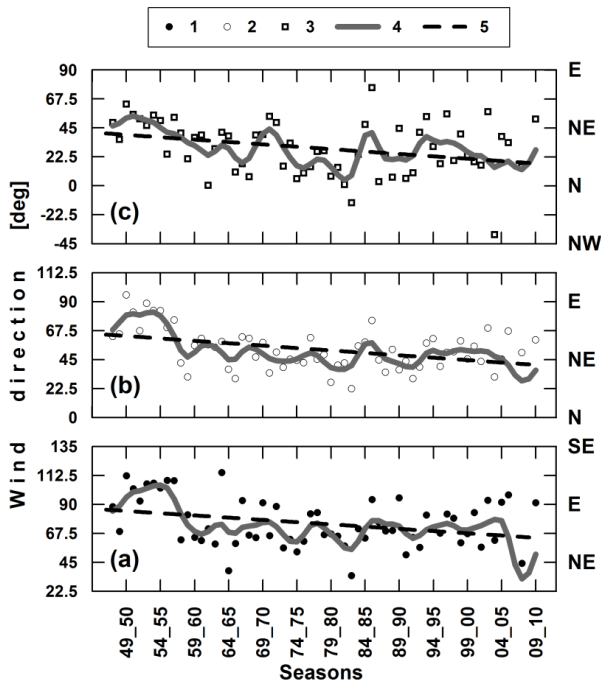 1 2 3 4 5
90 E
67.5
45 NE
22.5
0 N
-22.5
-45 NW
(c)
112.5
90 E
67.5
45 NE
22.5
0 N
(b)
135 SE
112.5
90 E
67.5
45 NE
22.5
(a)
Wind direction [deg]
49_50 54_55 59_60 64_65 69_70 74_75 79_80 84_85 89_90 94_95 99_00 04_05 09_10
Seasons